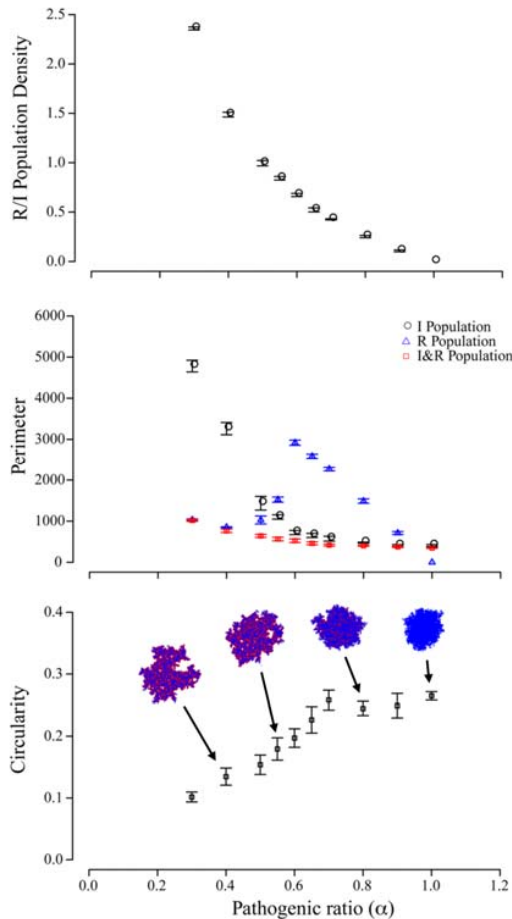 R/I Population Density
2.5
2.0
1.5
1.0
0.5
0.0
Perimeter
6000
5000
4000
3000
2000
1000
0
I Population
R Population
I&R Population
Circularity
0.4
0.3
0.2
0.1
0.0
0.0 0.2 0.4 0.6 0.8 1.0 1.2
Pathogenic ratio (α)